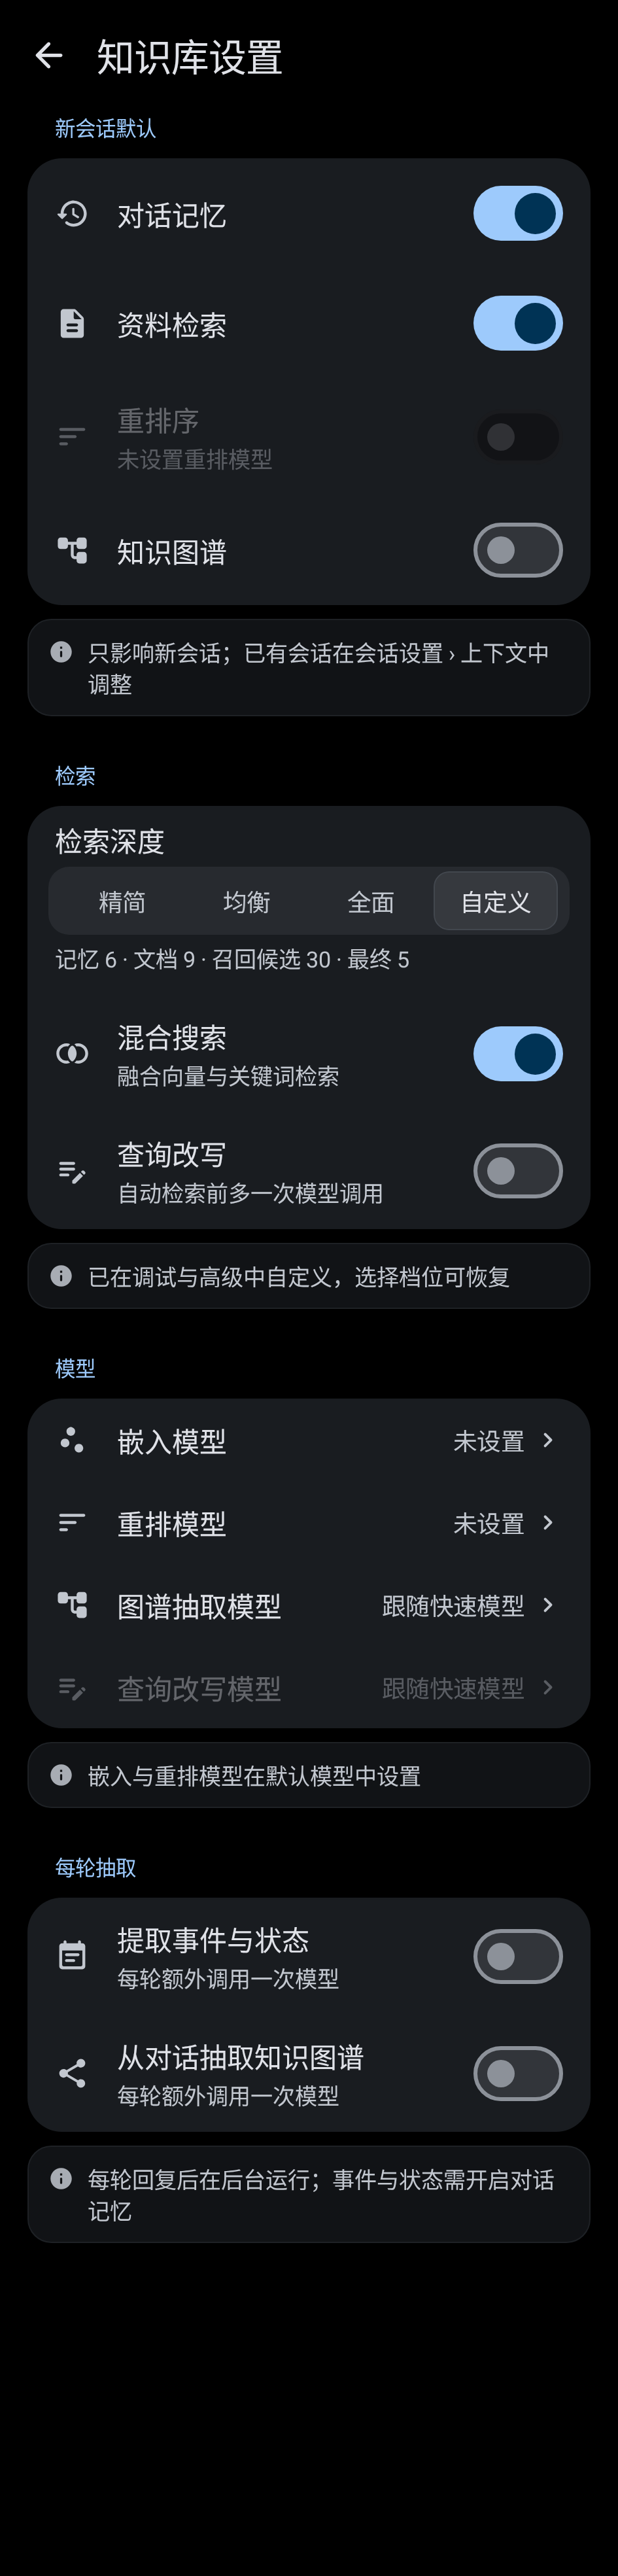 知识库设置
新会话默认
对话记忆
资料检索
重排序
未设置重排模型
知识图谱
只影响新会话；已有会话在会话设置 › 上下文中
调整
检索
检索深度
精简 均衡 全面 自定义
记忆 6 · 文档 9 · 召回候选 30 · 最终 5
混合搜索
融合向量与关键词检索
查询改写
自动检索前多一次模型调用
已在调试与高级中自定义，选择档位可恢复
模型
嵌入模型 未设置
重排模型 未设置
图谱抽取模型 跟随快速模型
查询改写模型 跟随快速模型
嵌入与重排模型在默认模型中设置
每轮抽取
提取事件与状态
每轮额外调用一次模型
从对话抽取知识图谱
每轮额外调用一次模型
每轮回复后在后台运行；事件与状态需开启对话
记忆